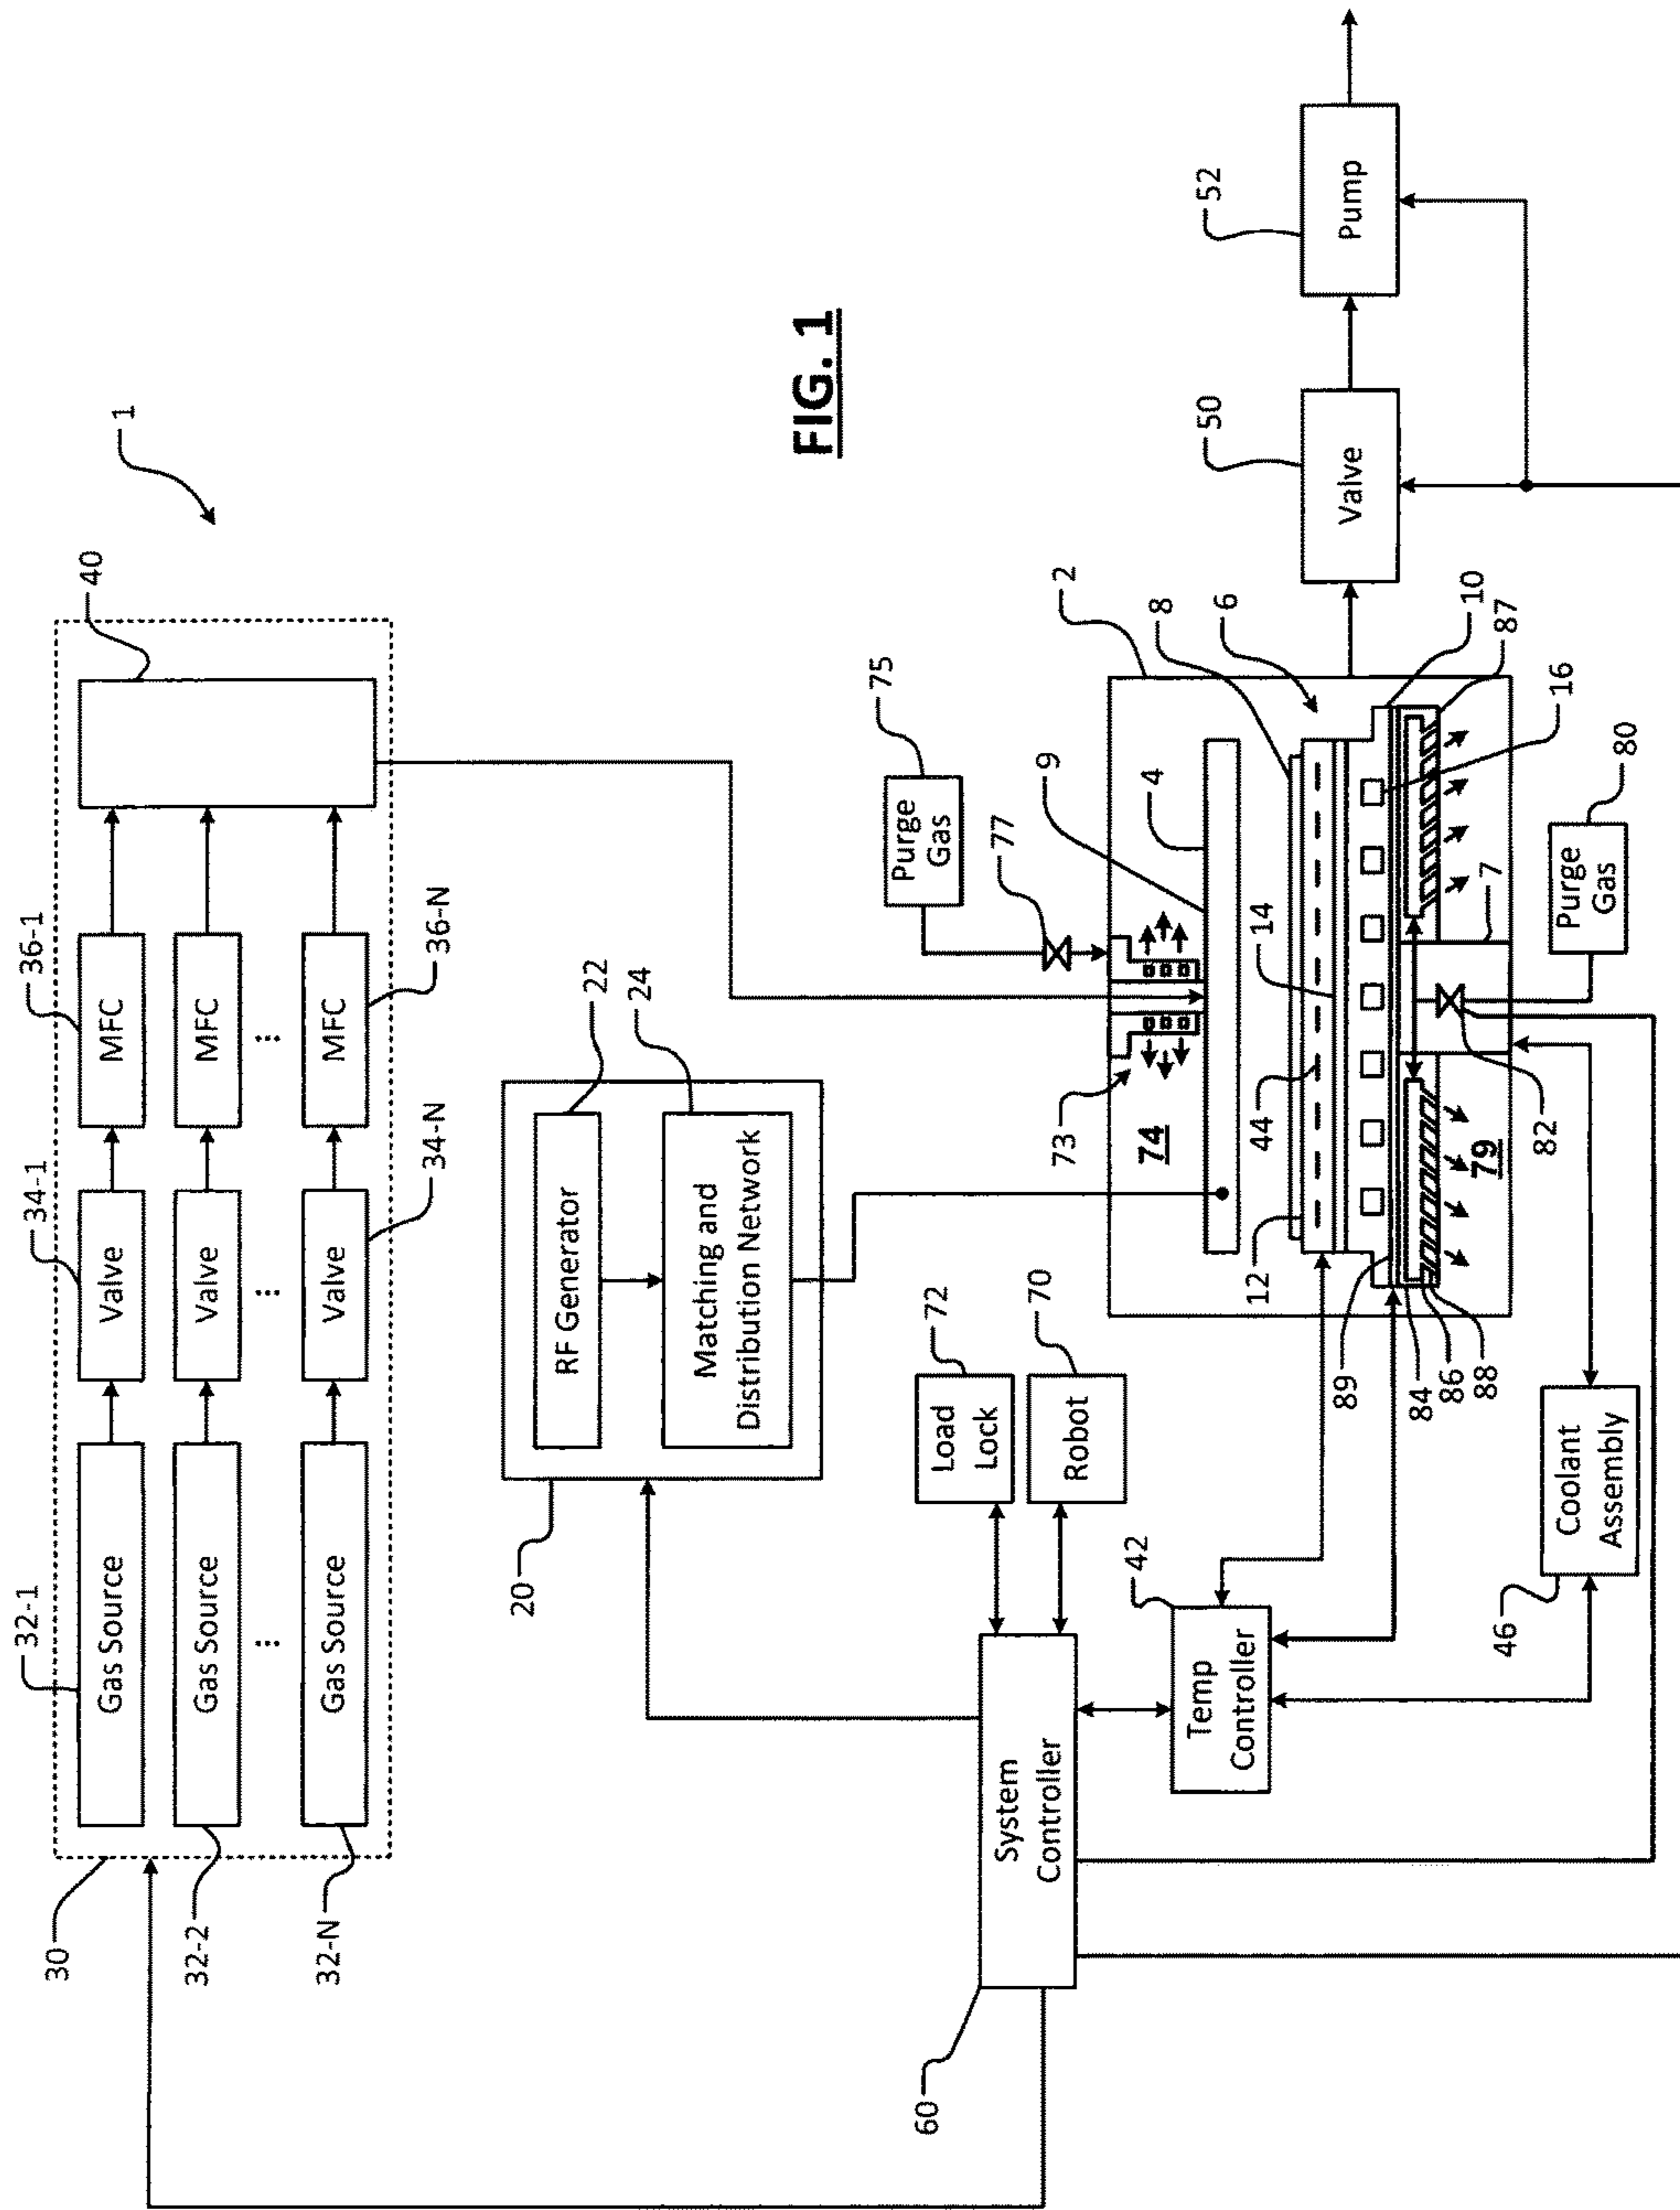 FIG. 1
1
30
32-1
Gas Source
34-1
Valve
36-1
MFC
40
32-2
Gas Source
Valve
MFC
...
...
...
32-N
Gas Source
34-N
Valve
36-N
MFC
20
22
RF Generator
24
Matching and
Distribution Network
75
Purge
Gas
77
73
74
9
4
8
6
2
50
Valve
52
Pump
72
Load
Lock
70
Robot
12
44
14
10
87
16
60
System
Controller
42
Temp
Controller
89
84
86
88
79
82
7
80
Purge
Gas
46
Coolant
Assembly